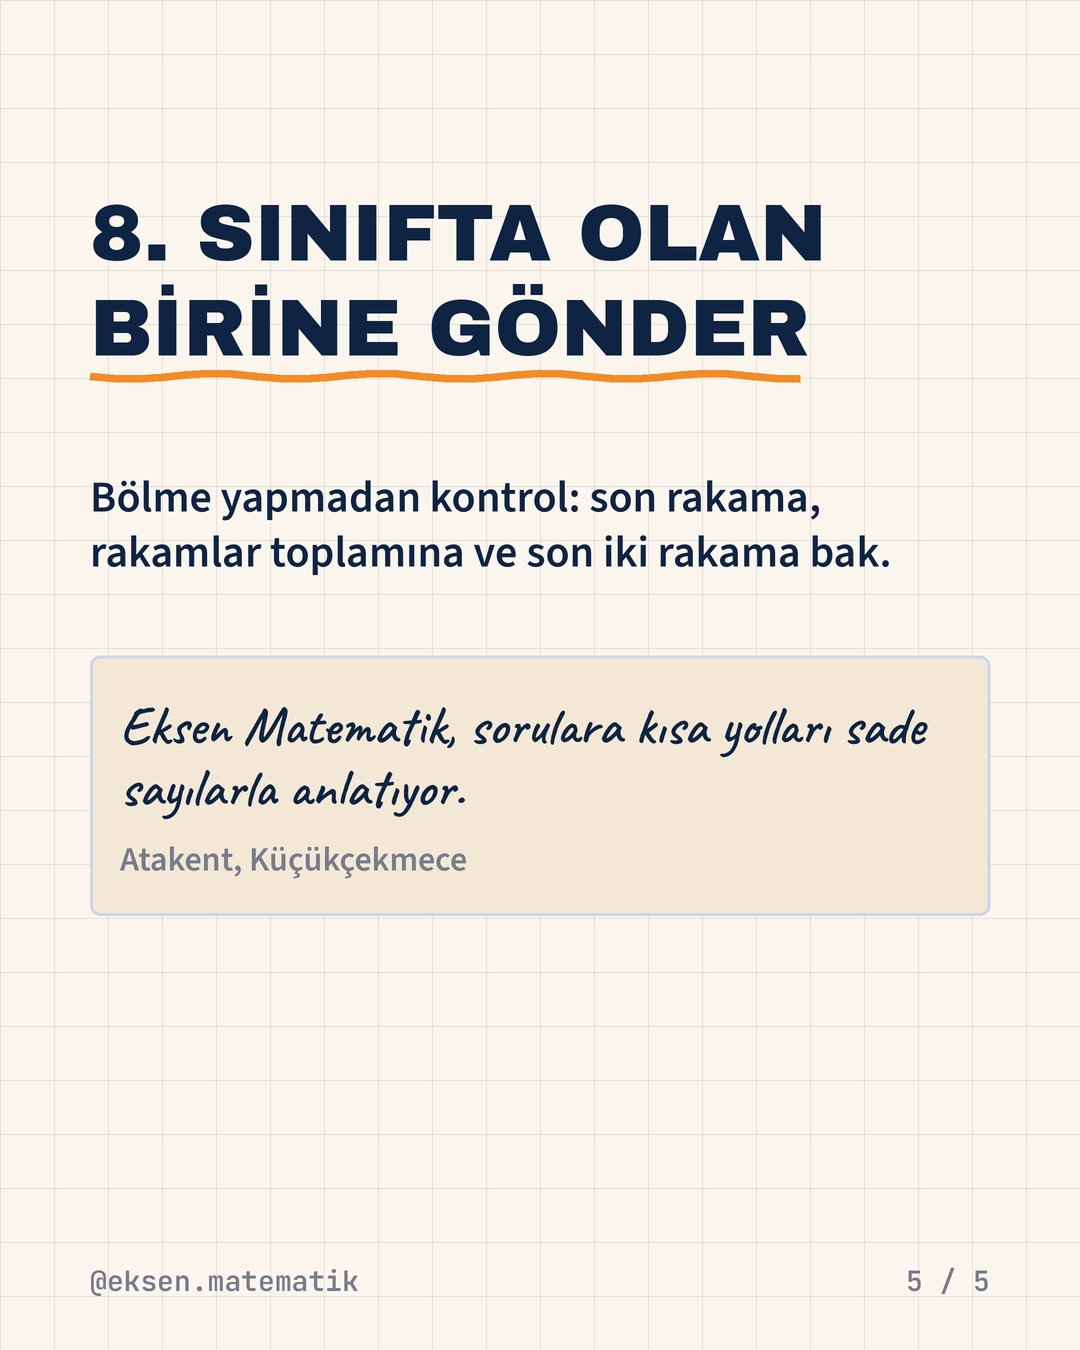 8. SINIFTA OLAN
BİRİNE GÖNDER
Bölme yapmadan kontrol: son rakama,
rakamlar toplamına ve son iki rakama bak.
Eksen Matematik, sorulara kısa yolları sade
sayılarla anlatıyor.
Atakent, Küçükçekmece
@eksen.matematik
5 / 5